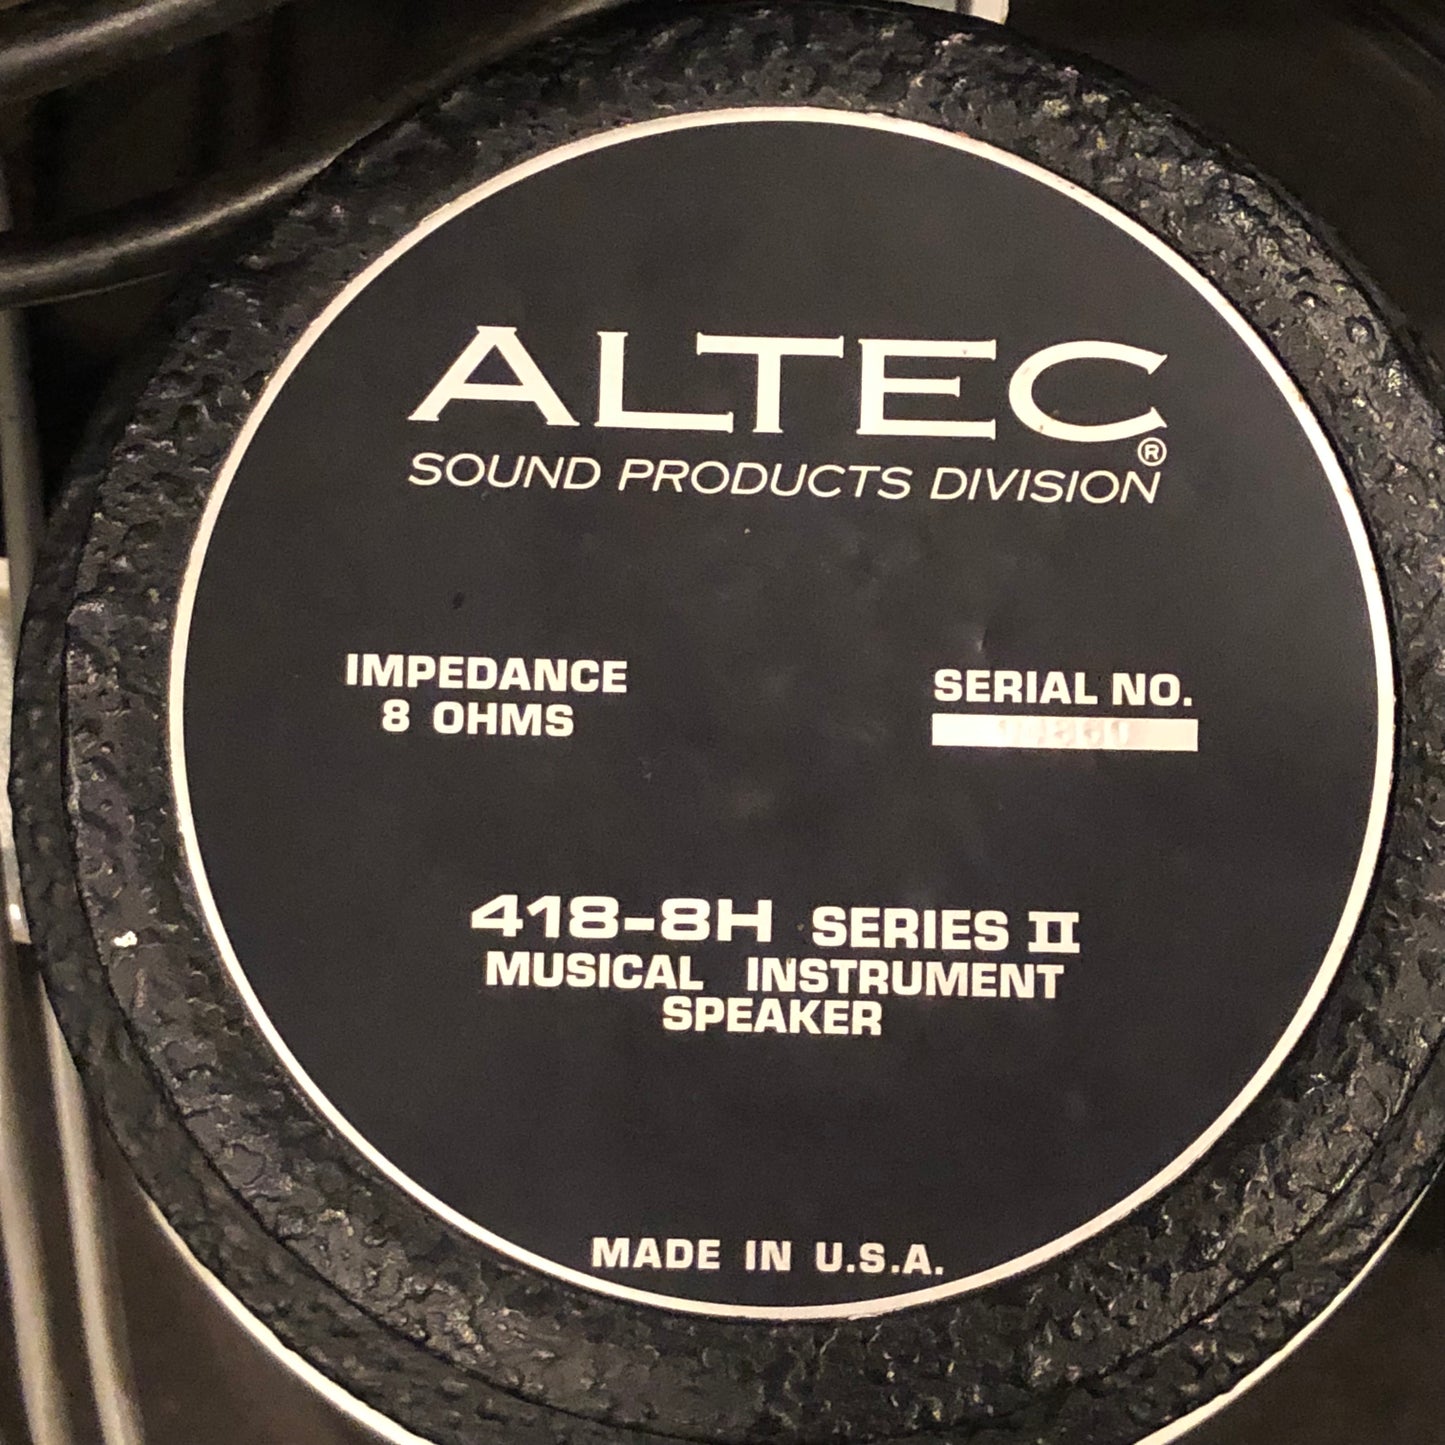 ALTEC
®
SOUND PRODUCTS DIVISION
IMPEDANCE
8 OHMS
SERIAL NO.
418-8H SERIES II
MUSICAL INSTRUMENT
SPEAKER
MADE IN U.S.A.